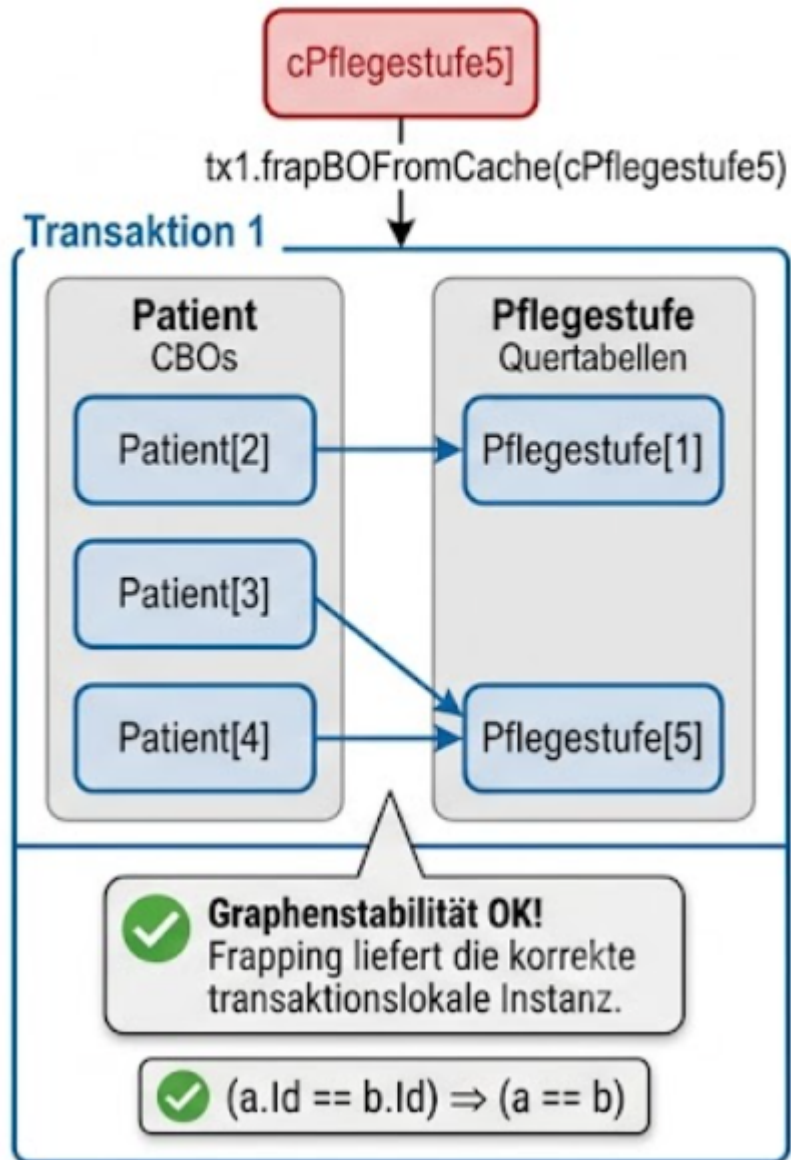 cPflegestufe5]
tx1.frapBOFromCache(cPflegestufe5)
Transaktion 1
Patient
CBOs
Patient[2]
Patient[3]
Patient[4]
Pflegestufe
Quertabellen
Pflegestufe[1]
Pflegestufe[5]
Graphenstabilität OK!
Frapping liefert die korrekte
transaktionslokale Instanz.
(a.Id == b.Id) ⇒ (a == b)